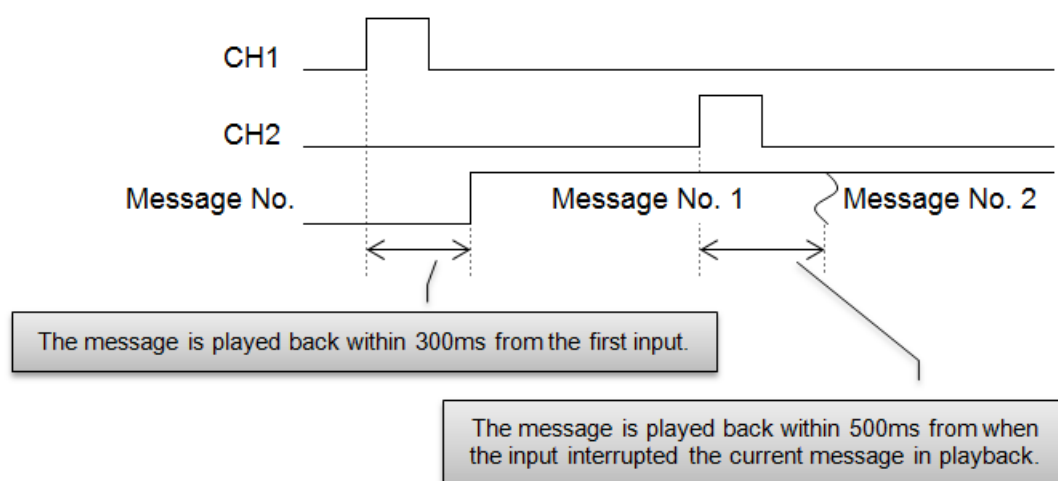 CH1
CH2
Message No.
Message No. 1
Message No. 2
The message is played back within 300ms from the first input.
The message is played back within 500ms from when
the input interrupted the current message in playback.